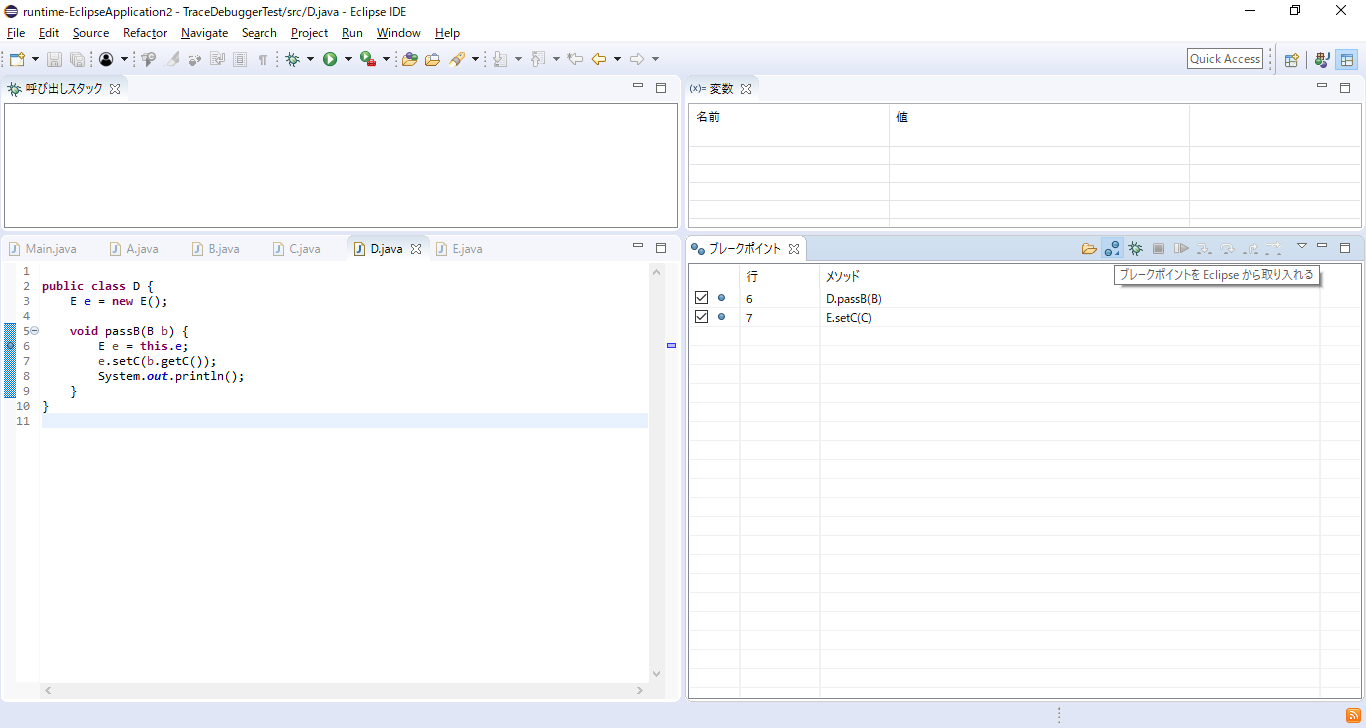 runtime-EclipseApplication2 - TraceDebuggerTest/src/D.java - Eclipse IDE
File Edit Source Refactor Navigate Search Project Run Window Help
Quick Access
呼び出しスタック
(x)= 変数
名前 値
Main.java A.java B.java C.java D.java E.java
1
2 public class D {
3 E e = new E();
4
5 void passB(B b) {
6 E e = this.e;
7 e.setC(b.getC());
8 System.out.println();
9 }
10 }
11
ブレークポイント
ブレークポイントを Eclipse から取り入れる
行 メソッド
6 D.passB(B)
7 E.setC(C)